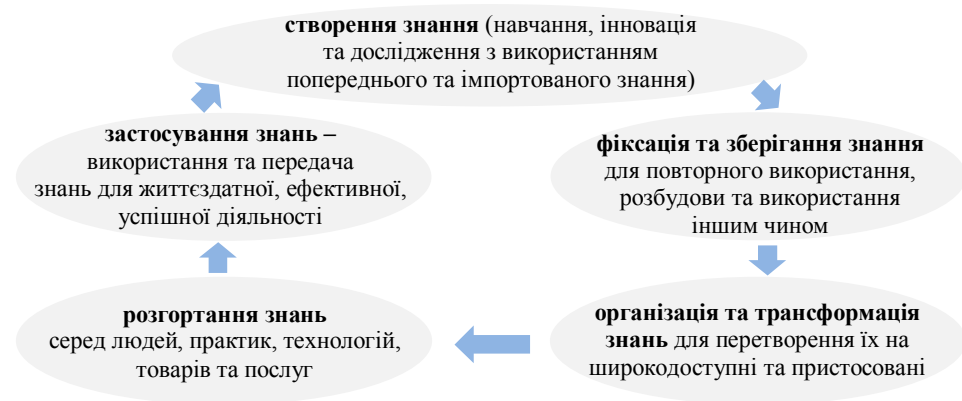 створення знання (навчання, інновація
та дослідження з використанням
попереднього та імпортованого знання)
застосування знань –
використання та передача
знань для життєздатної, ефективної,
успішної діяльності
фіксація та зберігання знання
для повторного використання,
розбудови та використання
іншим чином
розгортання знань
серед людей, практик, технологій,
товарів та послуг
організація та трансформація
знань для перетворення їх на
широкодоступні та пристосовані